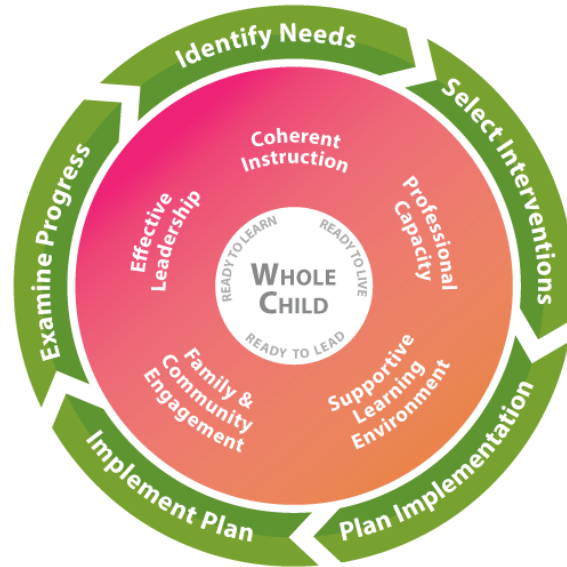 Identify Needs
Select Interventions
Plan Implementation
Implement Plan
Examine Progress
Coherent
Instruction
Professional
Capacity
Supportive
Learning
Environment
Family &
Community
Engagement
Effective
Leadership
READY TO LEARN
READY TO LIVE
READY TO LEAD
WHOLE
CHILD